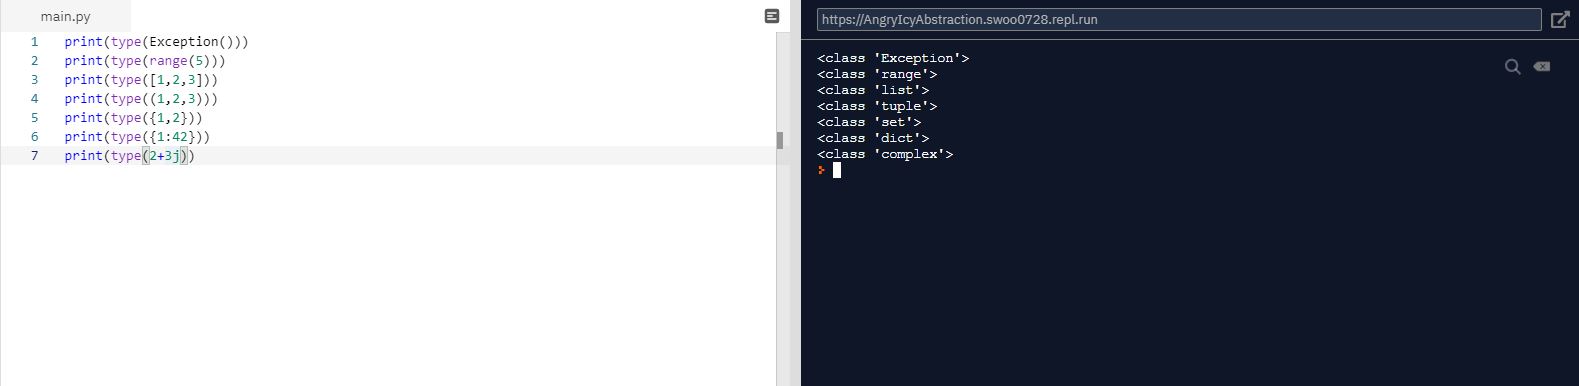 main.py
1 print(type(Exception()))
2 print(type(range(5)))
3 print(type([1,2,3]))
4 print(type((1,2,3)))
5 print(type({1,2}))
6 print(type({1:42}))
7 print(type(2+3j))
https://AngryIcyAbstraction.swoo0728.repl.run
<class 'Exception'>
<class 'range'>
<class 'list'>
<class 'tuple'>
<class 'set'>
<class 'dict'>
<class 'complex'>